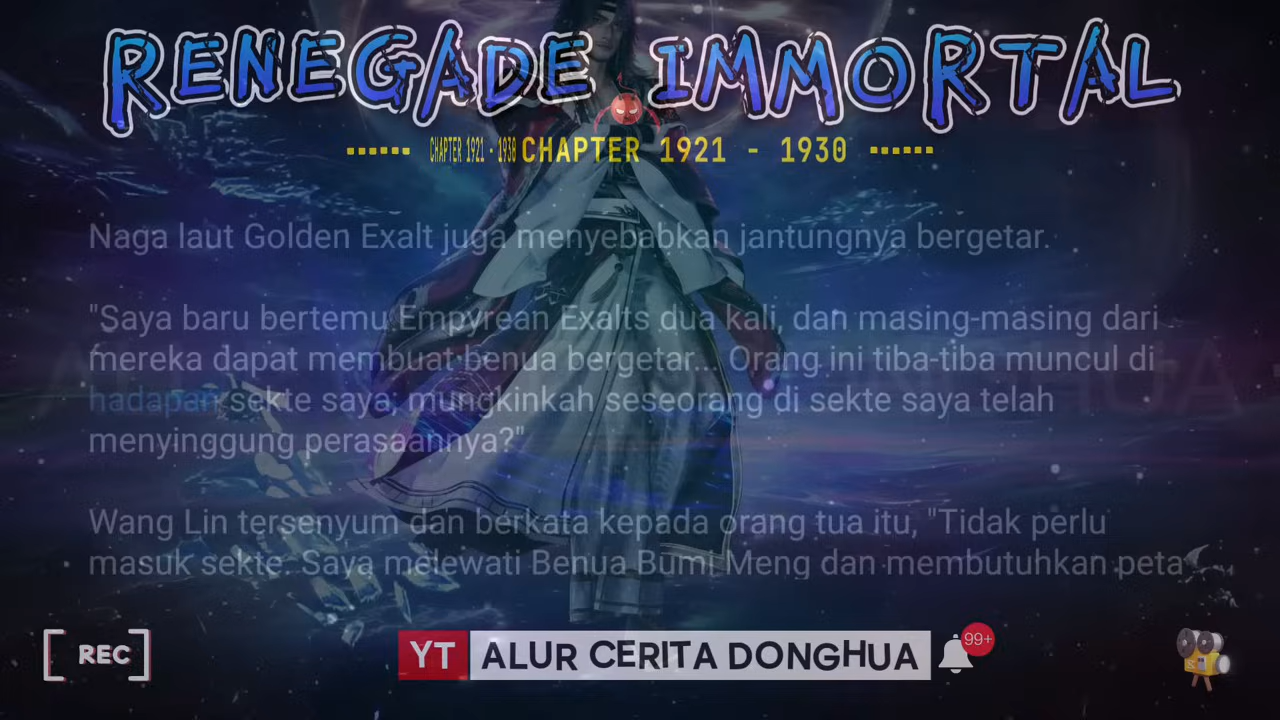 RENEGADE IMMORTAL
CHAPTER 1921 - 1930 CHAPTER 1921 - 1930
Naga laut Golden Exalt juga menyebabkan jantungnya bergetar.
"Saya baru bertemu Empyrean Exalts dua kali, dan masing-masing dari
mereka dapat membuat benua bergetar... Orang ini tiba-tiba muncul di
hadapan sekte saya, mungkinkah seseorang di sekte saya telah
menyinggung perasaannya?"
Wang Lin tersenyum dan berkata kepada orang tua itu, "Tidak perlu
masuk sekte. Saya melewati Benua Bumi Meng dan membutuhkan peta
REC
YT ALUR CERITA DONGHUA
99+